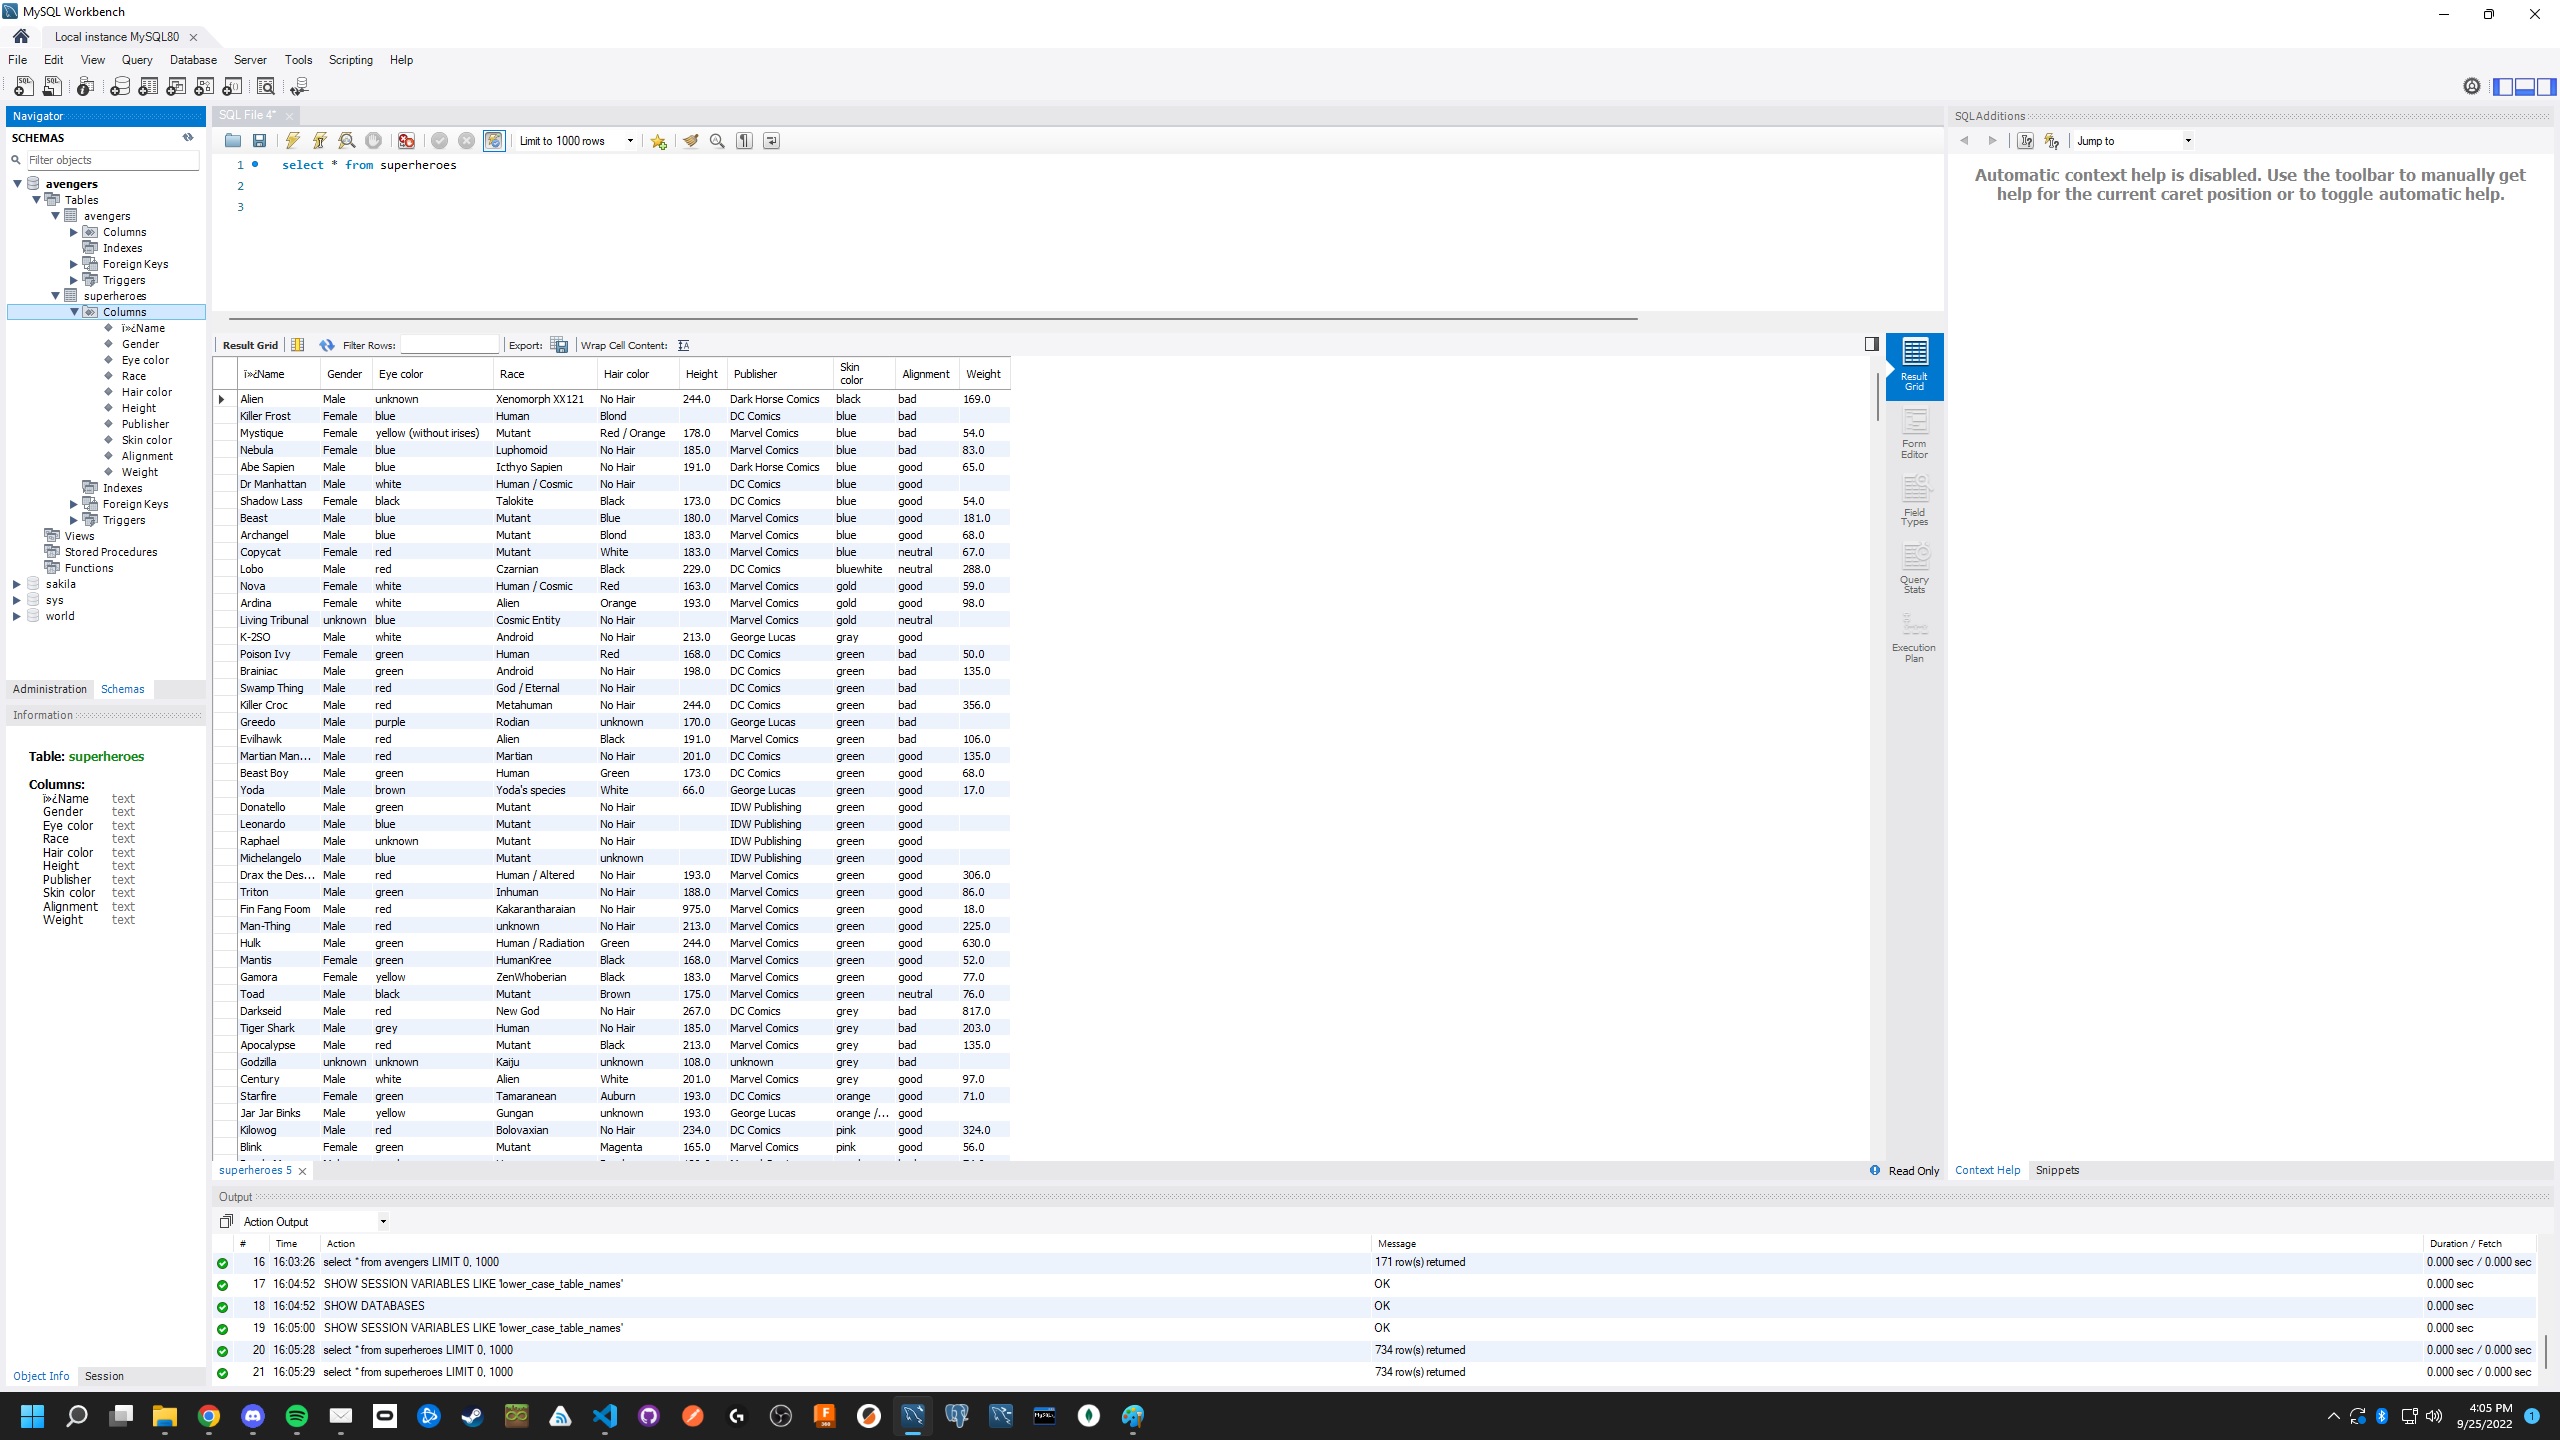 MySQL Workbench
Local instance MySQL80
File Edit View Query Database Server Tools Scripting Help
Navigator
SCHEMAS
Filter objects
avengers
Tables
avengers
Columns
Indexes
Foreign Keys
Triggers
superheroes
Columns
ï»¿Name
Gender
Eye color
Race
Hair color
Height
Publisher
Skin color
Alignment
Weight
Indexes
Foreign Keys
Triggers
Views
Stored Procedures
Functions
sakila
sys
world
Administration Schemas
Information
Table: superheroes
Columns:
ï»¿Name text
Gender text
Eye color text
Race text
Hair color text
Height text
Publisher text
Skin color text
Alignment text
Weight text
Object Info Session
SQL File 4*
Limit to 1000 rows
1 select * from superheroes
2
3
Result Grid Filter Rows: Export: Wrap Cell Content:
ï»¿Name Gender Eye color Race Hair color Height Publisher Skin color Alignment Weight
Alien Male unknown Xenomorph XX121 No Hair 244.0 Dark Horse Comics black bad 169.0
Killer Frost Female blue Human Blond DC Comics blue bad
Mystique Female yellow (without irises) Mutant Red / Orange 178.0 Marvel Comics blue bad 54.0
Nebula Female blue Luphomoid No Hair 185.0 Marvel Comics blue bad 83.0
Abe Sapien Male blue Icthyo Sapien No Hair 191.0 Dark Horse Comics blue good 65.0
Dr Manhattan Male white Human / Cosmic No Hair DC Comics blue good
Shadow Lass Female black Talokite Black 173.0 DC Comics blue good 54.0
Beast Male blue Mutant Blue 180.0 Marvel Comics blue good 181.0
Archangel Male blue Mutant Blond 183.0 Marvel Comics blue good 68.0
Copycat Female red Mutant White 183.0 Marvel Comics blue neutral 67.0
Lobo Male red Czarnian Black 229.0 DC Comics bluewhite neutral 288.0
Nova Female white Human / Cosmic Red 163.0 Marvel Comics gold good 59.0
Ardina Female white Alien Orange 193.0 Marvel Comics gold good 98.0
Living Tribunal unknown blue Cosmic Entity No Hair Marvel Comics gold neutral
K-2SO Male white Android No Hair 213.0 George Lucas gray good
Poison Ivy Female green Human Red 168.0 DC Comics green bad 50.0
Brainiac Male green Android No Hair 198.0 DC Comics green bad 135.0
Swamp Thing Male red God / Eternal No Hair DC Comics green bad
Killer Croc Male red Metahuman No Hair 244.0 DC Comics green bad 356.0
Greedo Male purple Rodian unknown 170.0 George Lucas green bad
Evilhawk Male red Alien Black 191.0 Marvel Comics green bad 106.0
Martian Man... Male red Martian No Hair 201.0 DC Comics green good 135.0
Beast Boy Male green Human Green 173.0 DC Comics green good 68.0
Yoda Male brown Yoda's species White 66.0 George Lucas green good 17.0
Donatello Male green Mutant No Hair IDW Publishing green good
Leonardo Male blue Mutant No Hair IDW Publishing green good
Raphael Male unknown Mutant No Hair IDW Publishing green good
Michelangelo Male blue Mutant unknown IDW Publishing green good
Drax the Des... Male red Human / Altered No Hair 193.0 Marvel Comics green good 306.0
Triton Male green Inhuman No Hair 188.0 Marvel Comics green good 86.0
Fin Fang Foom Male red Kakarantharaian No Hair 975.0 Marvel Comics green good 18.0
Man-Thing Male red unknown No Hair 213.0 Marvel Comics green good 225.0
Hulk Male green Human / Radiation Green 244.0 Marvel Comics green good 630.0
Mantis Female green HumanKree Black 168.0 Marvel Comics green good 52.0
Gamora Female yellow ZenWhoberian Black 183.0 Marvel Comics green good 77.0
Toad Male black Mutant Brown 175.0 Marvel Comics green neutral 76.0
Darkseid Male red New God No Hair 267.0 DC Comics grey bad 817.0
Tiger Shark Male grey Human No Hair 185.0 Marvel Comics grey bad 203.0
Apocalypse Male red Mutant Black 213.0 Marvel Comics grey bad 135.0
Godzilla unknown unknown Kaiju unknown 108.0 unknown grey bad
Century Male white Alien White 201.0 Marvel Comics grey good 97.0
Starfire Female green Tamaranean Auburn 193.0 DC Comics orange good 71.0
Jar Jar Binks Male yellow Gungan unknown 193.0 George Lucas orange /... good
Kilowog Male red Bolovaxian No Hair 234.0 DC Comics pink good 324.0
Blink Female green Mutant Magenta 165.0 Marvel Comics pink good 56.0
superheroes 5
Read Only
Result Grid
Form Editor
Field Types
Query Stats
Execution Plan
SQLAdditions
Jump to
Automatic context help is disabled. Use the toolbar to manually get
help for the current caret position or to toggle automatic help.
Context Help Snippets
Output
Action Output
# Time Action Message Duration / Fetch
16 16:03:26 select * from avengers LIMIT 0, 1000 171 row(s) returned 0.000 sec / 0.000 sec
17 16:04:52 SHOW SESSION VARIABLES LIKE 'lower_case_table_names' OK 0.000 sec
18 16:04:52 SHOW DATABASES OK 0.000 sec
19 16:05:00 SHOW SESSION VARIABLES LIKE 'lower_case_table_names' OK 0.000 sec
20 16:05:28 select * from superheroes LIMIT 0, 1000 734 row(s) returned 0.000 sec / 0.000 sec
21 16:05:29 select * from superheroes LIMIT 0, 1000 734 row(s) returned 0.000 sec / 0.000 sec
4:05 PM
9/25/2022
1